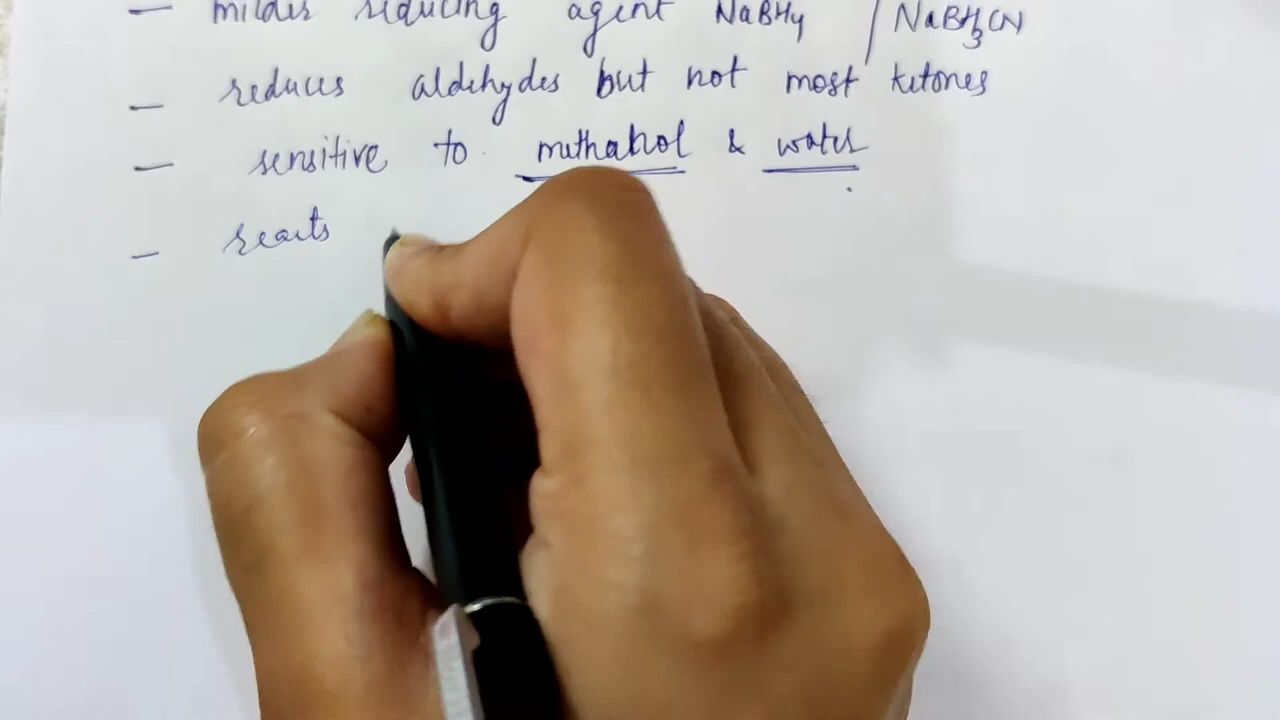 - milder reducing agent NaBH4 / NaBH3CN
- reduces aldehydes but not most ketones
- sensitive to methanol & water
- reacts